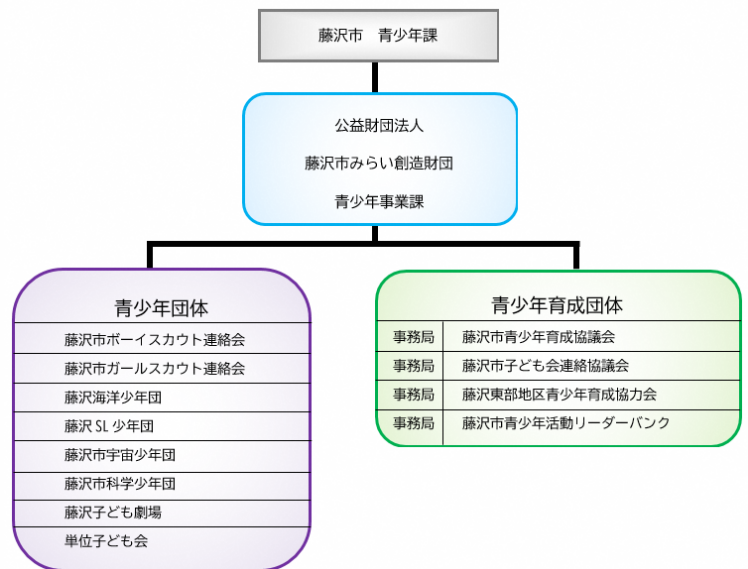 藤沢市　青少年課
公益財団法人
藤沢市みらい創造財団
青少年事業課
青少年団体
藤沢市ボーイスカウト連絡会
藤沢市ガールスカウト連絡会
藤沢海洋少年団
藤沢 SL 少年団
藤沢市宇宙少年団
藤沢市科学少年団
藤沢子ども劇場
単位子ども会
青少年育成団体
事務局 藤沢市青少年育成協議会
事務局 藤沢市子ども会連絡協議会
事務局 藤沢東部地区青少年育成協力会
事務局 藤沢市青少年活動リーダーバンク